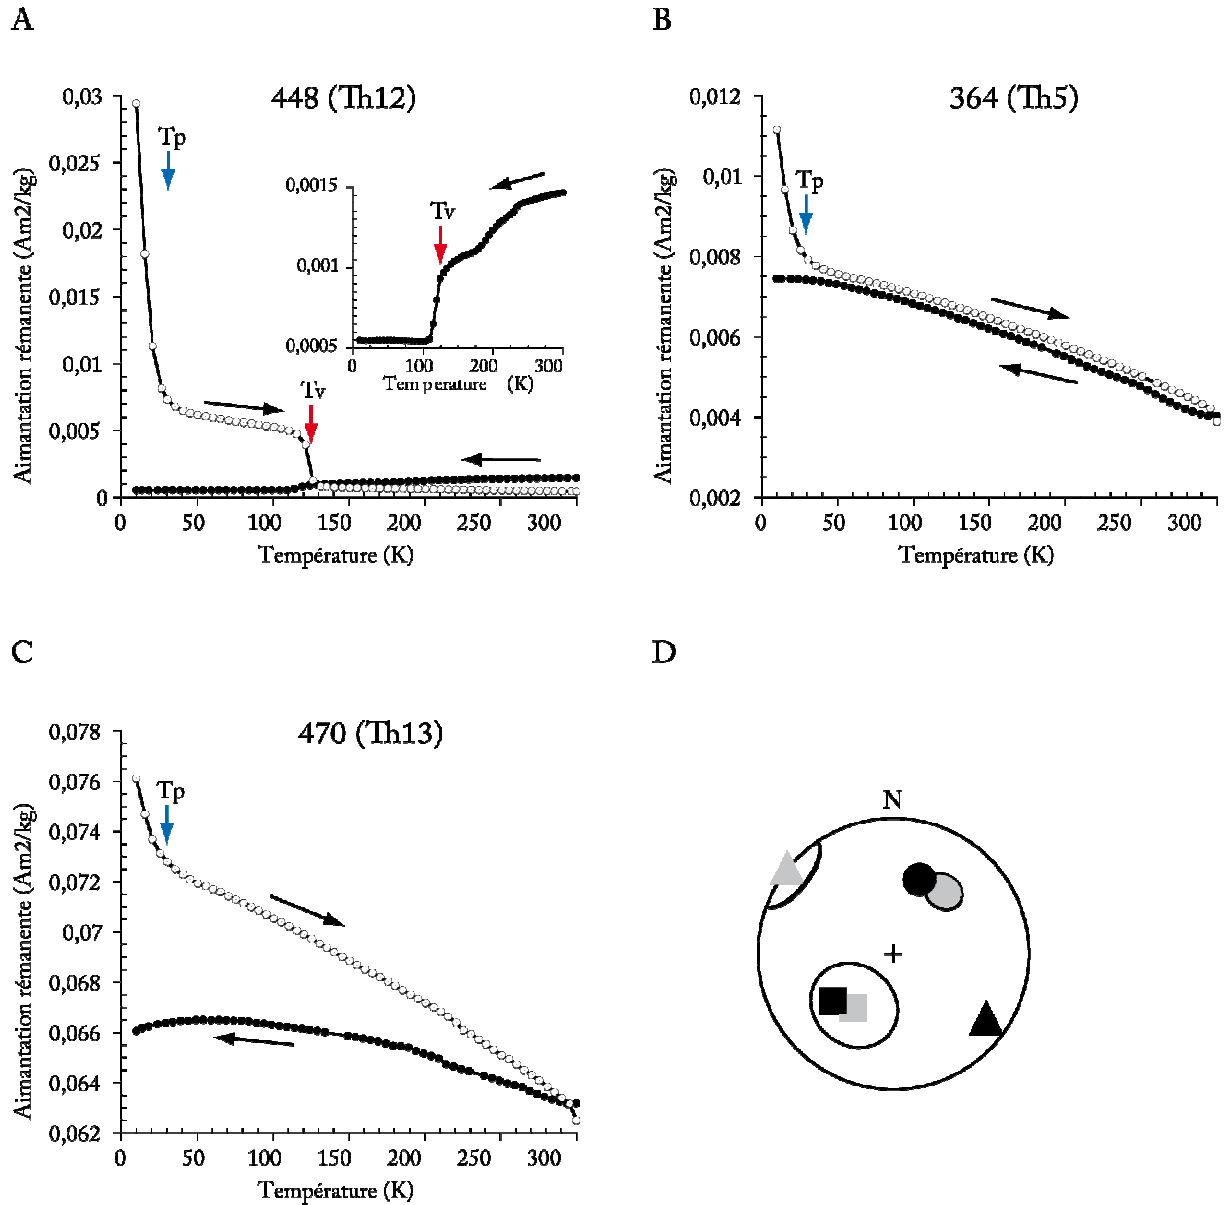 A
448 (Th12)
0,03
0,025
0,02
0,015
0,01
0,005
0
Aimantation rémanente (Am2/kg)
Tp
Tv
0,0015
0,001
0,0005
Tv
0 100 200 300
Temperature (K)
0 50 100 150 200 250 300
Température (K)
B
364 (Th5)
0,012
0,01
0,008
0,006
0,004
0,002
Aimantation rémanente (Am2/kg)
Tp
0 50 100 150 200 250 300
Température (K)
C
470 (Th13)
0,078
0,076
0,074
0,072
0,07
0,068
0,066
0,064
0,062
Aimantation rémanente (Am2/kg)
Tp
0 50 100 150 200 250 300
Température (K)
D
N